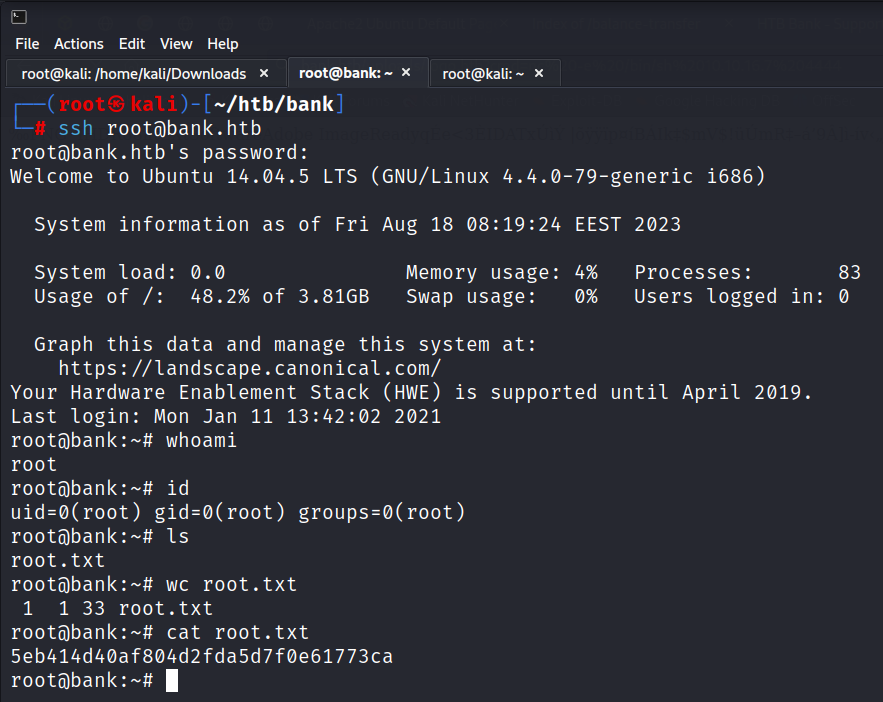 File Actions Edit View Help
root@kali: /home/kali/Downloads × root@bank: ~ × root@kali: ~ ×
┌──(root㉿kali)-[~/htb/bank]
└─# ssh root@bank.htb
root@bank.htb's password:
Welcome to Ubuntu 14.04.5 LTS (GNU/Linux 4.4.0-79-generic i686)
System information as of Fri Aug 18 08:19:24 EEST 2023
System load: 0.0 Memory usage: 4% Processes: 83
Usage of /: 48.2% of 3.81GB Swap usage: 0% Users logged in: 0
Graph this data and manage this system at:
https://landscape.canonical.com/
Your Hardware Enablement Stack (HWE) is supported until April 2019.
Last login: Mon Jan 11 13:42:02 2021
root@bank:~# whoami
root
root@bank:~# id
uid=0(root) gid=0(root) groups=0(root)
root@bank:~# ls
root.txt
root@bank:~# wc root.txt
1 1 33 root.txt
root@bank:~# cat root.txt
5eb414d40af804d2fda5d7f0e61773ca
root@bank:~#